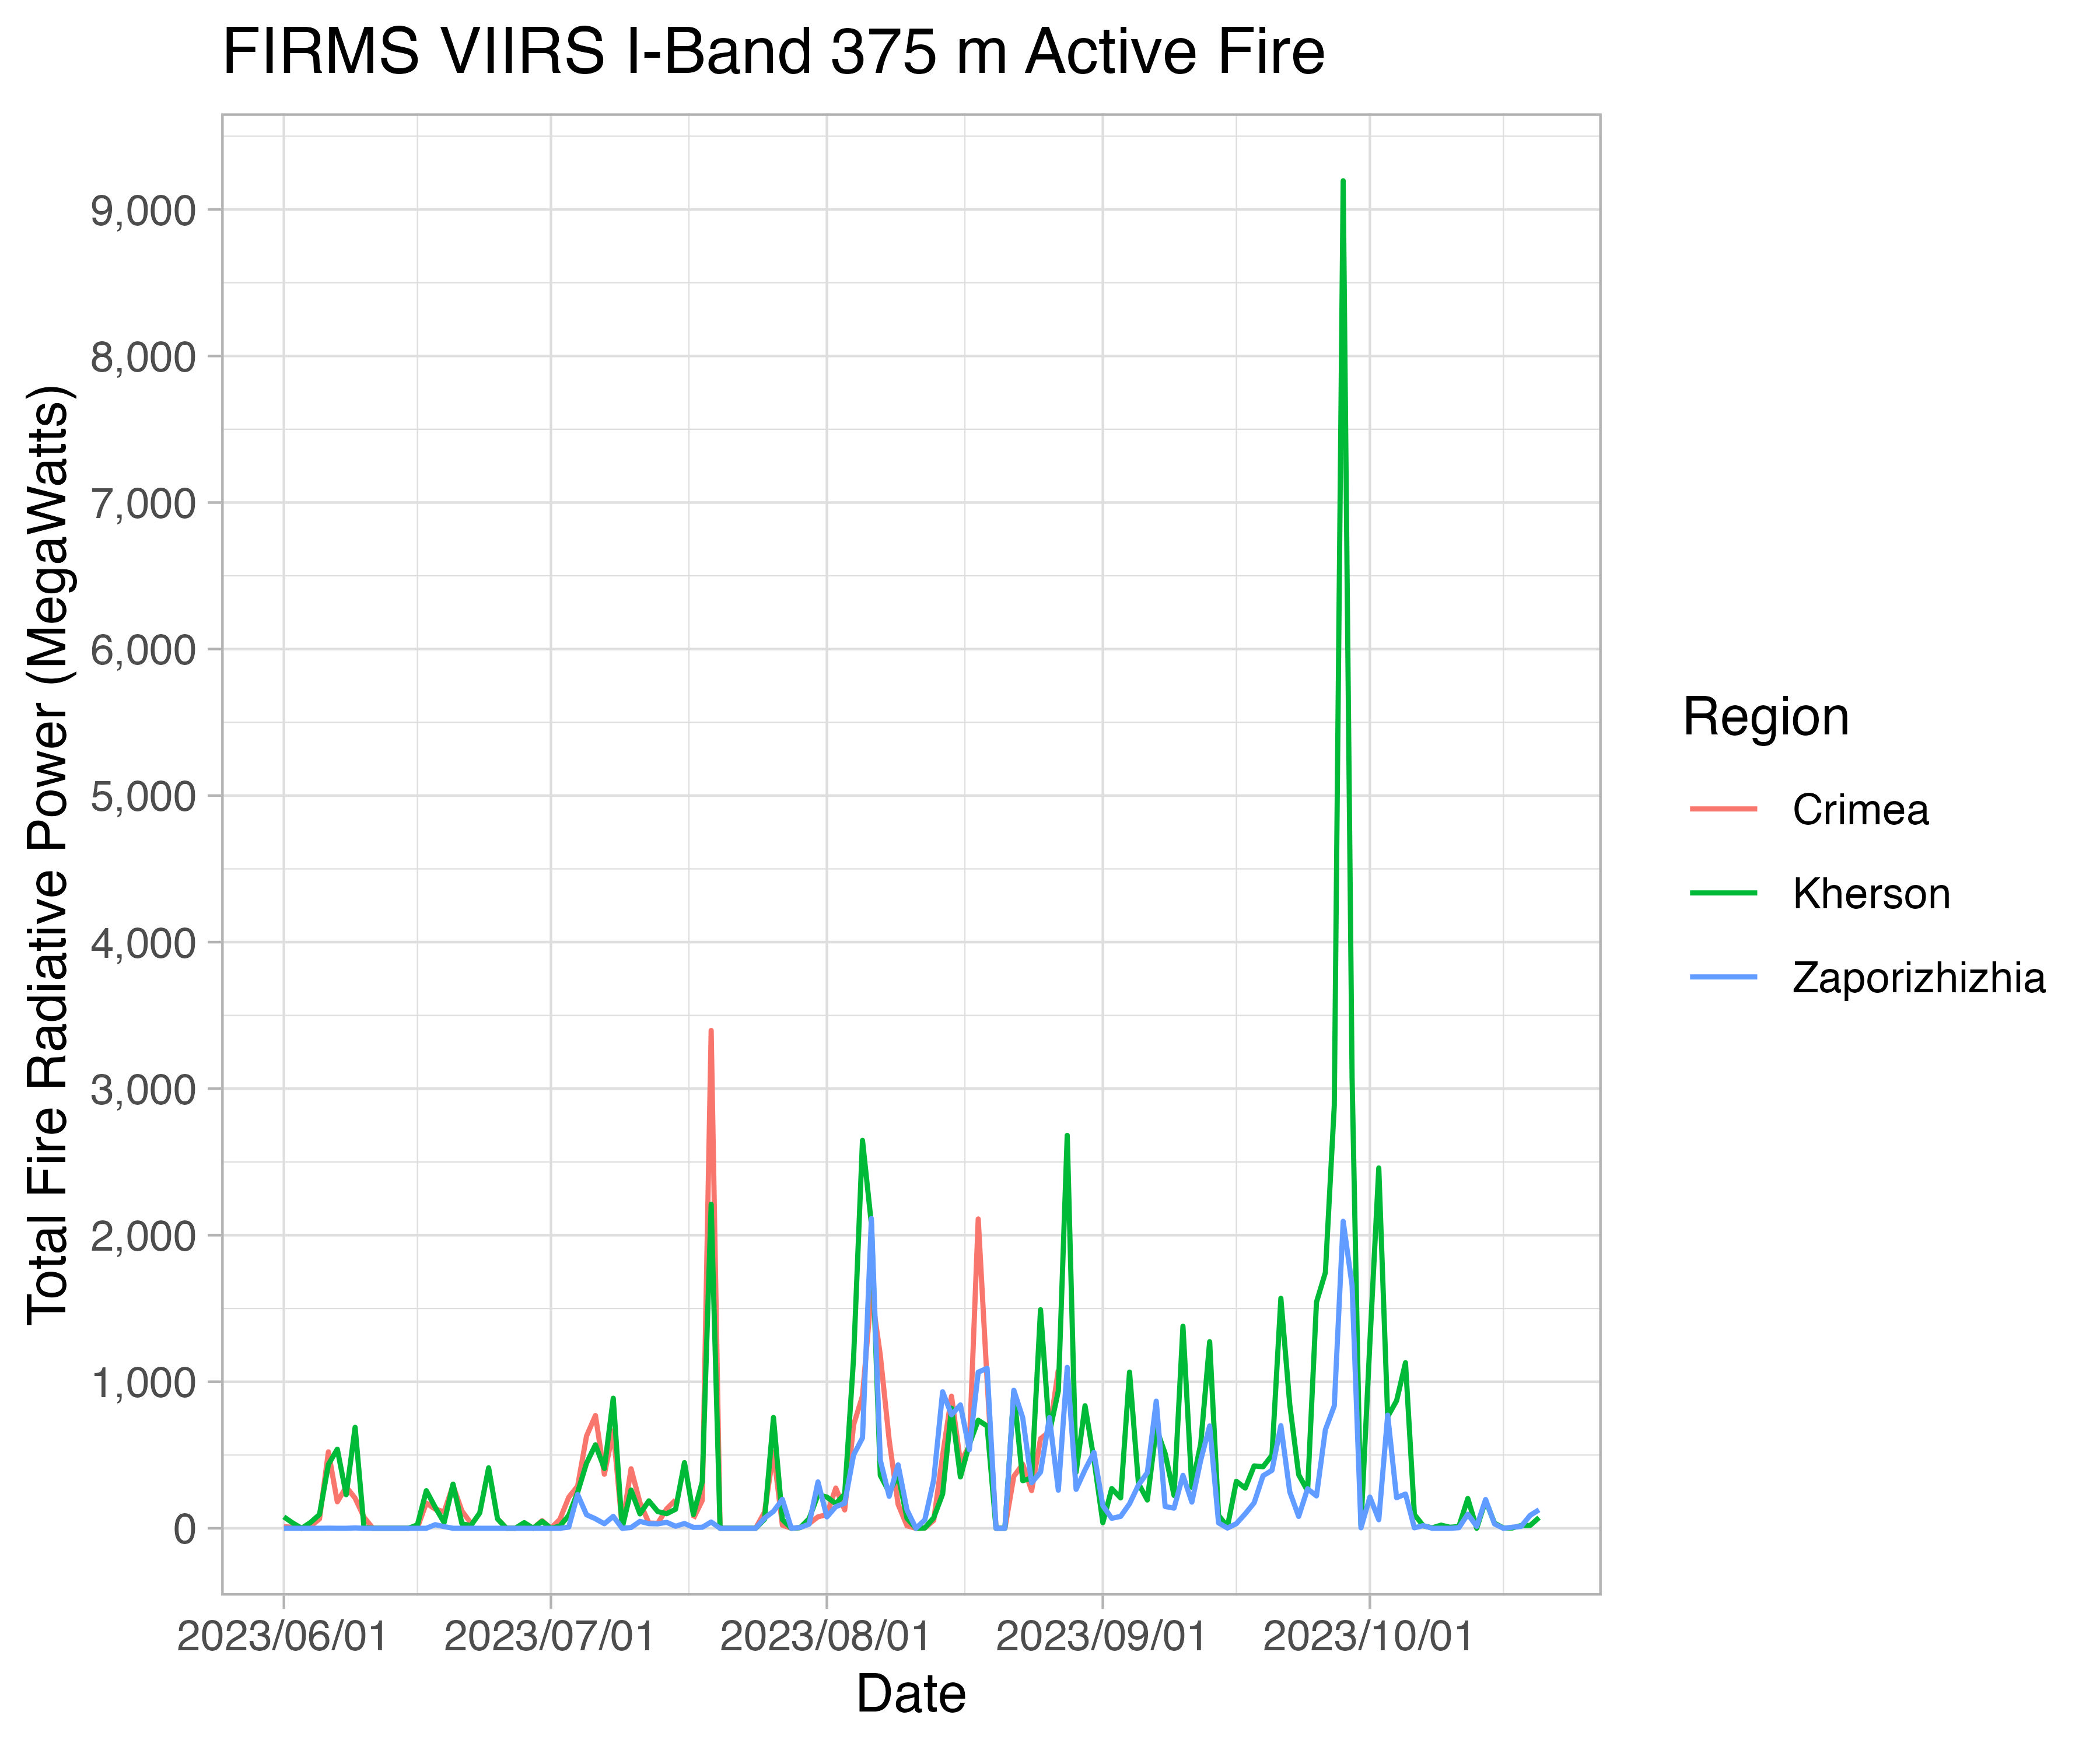 FIRMS VIIRS I-Band 375 m Active Fire
Total Fire Radiative Power (MegaWatts)
9,000
8,000
7,000
6,000
5,000
4,000
3,000
2,000
1,000
0
2023/06/01
2023/07/01
2023/08/01
2023/09/01
2023/10/01
Date
Region
Crimea
Kherson
Zaporizhizhia